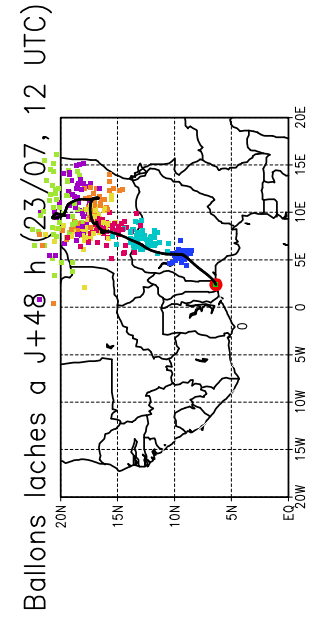 Ballons laches a J+48 h (23/07, 12 UTC)
20N
15N
10N
5N
EQ
20W
15W
10W
5W
0
5E
10E
15E
20E
0